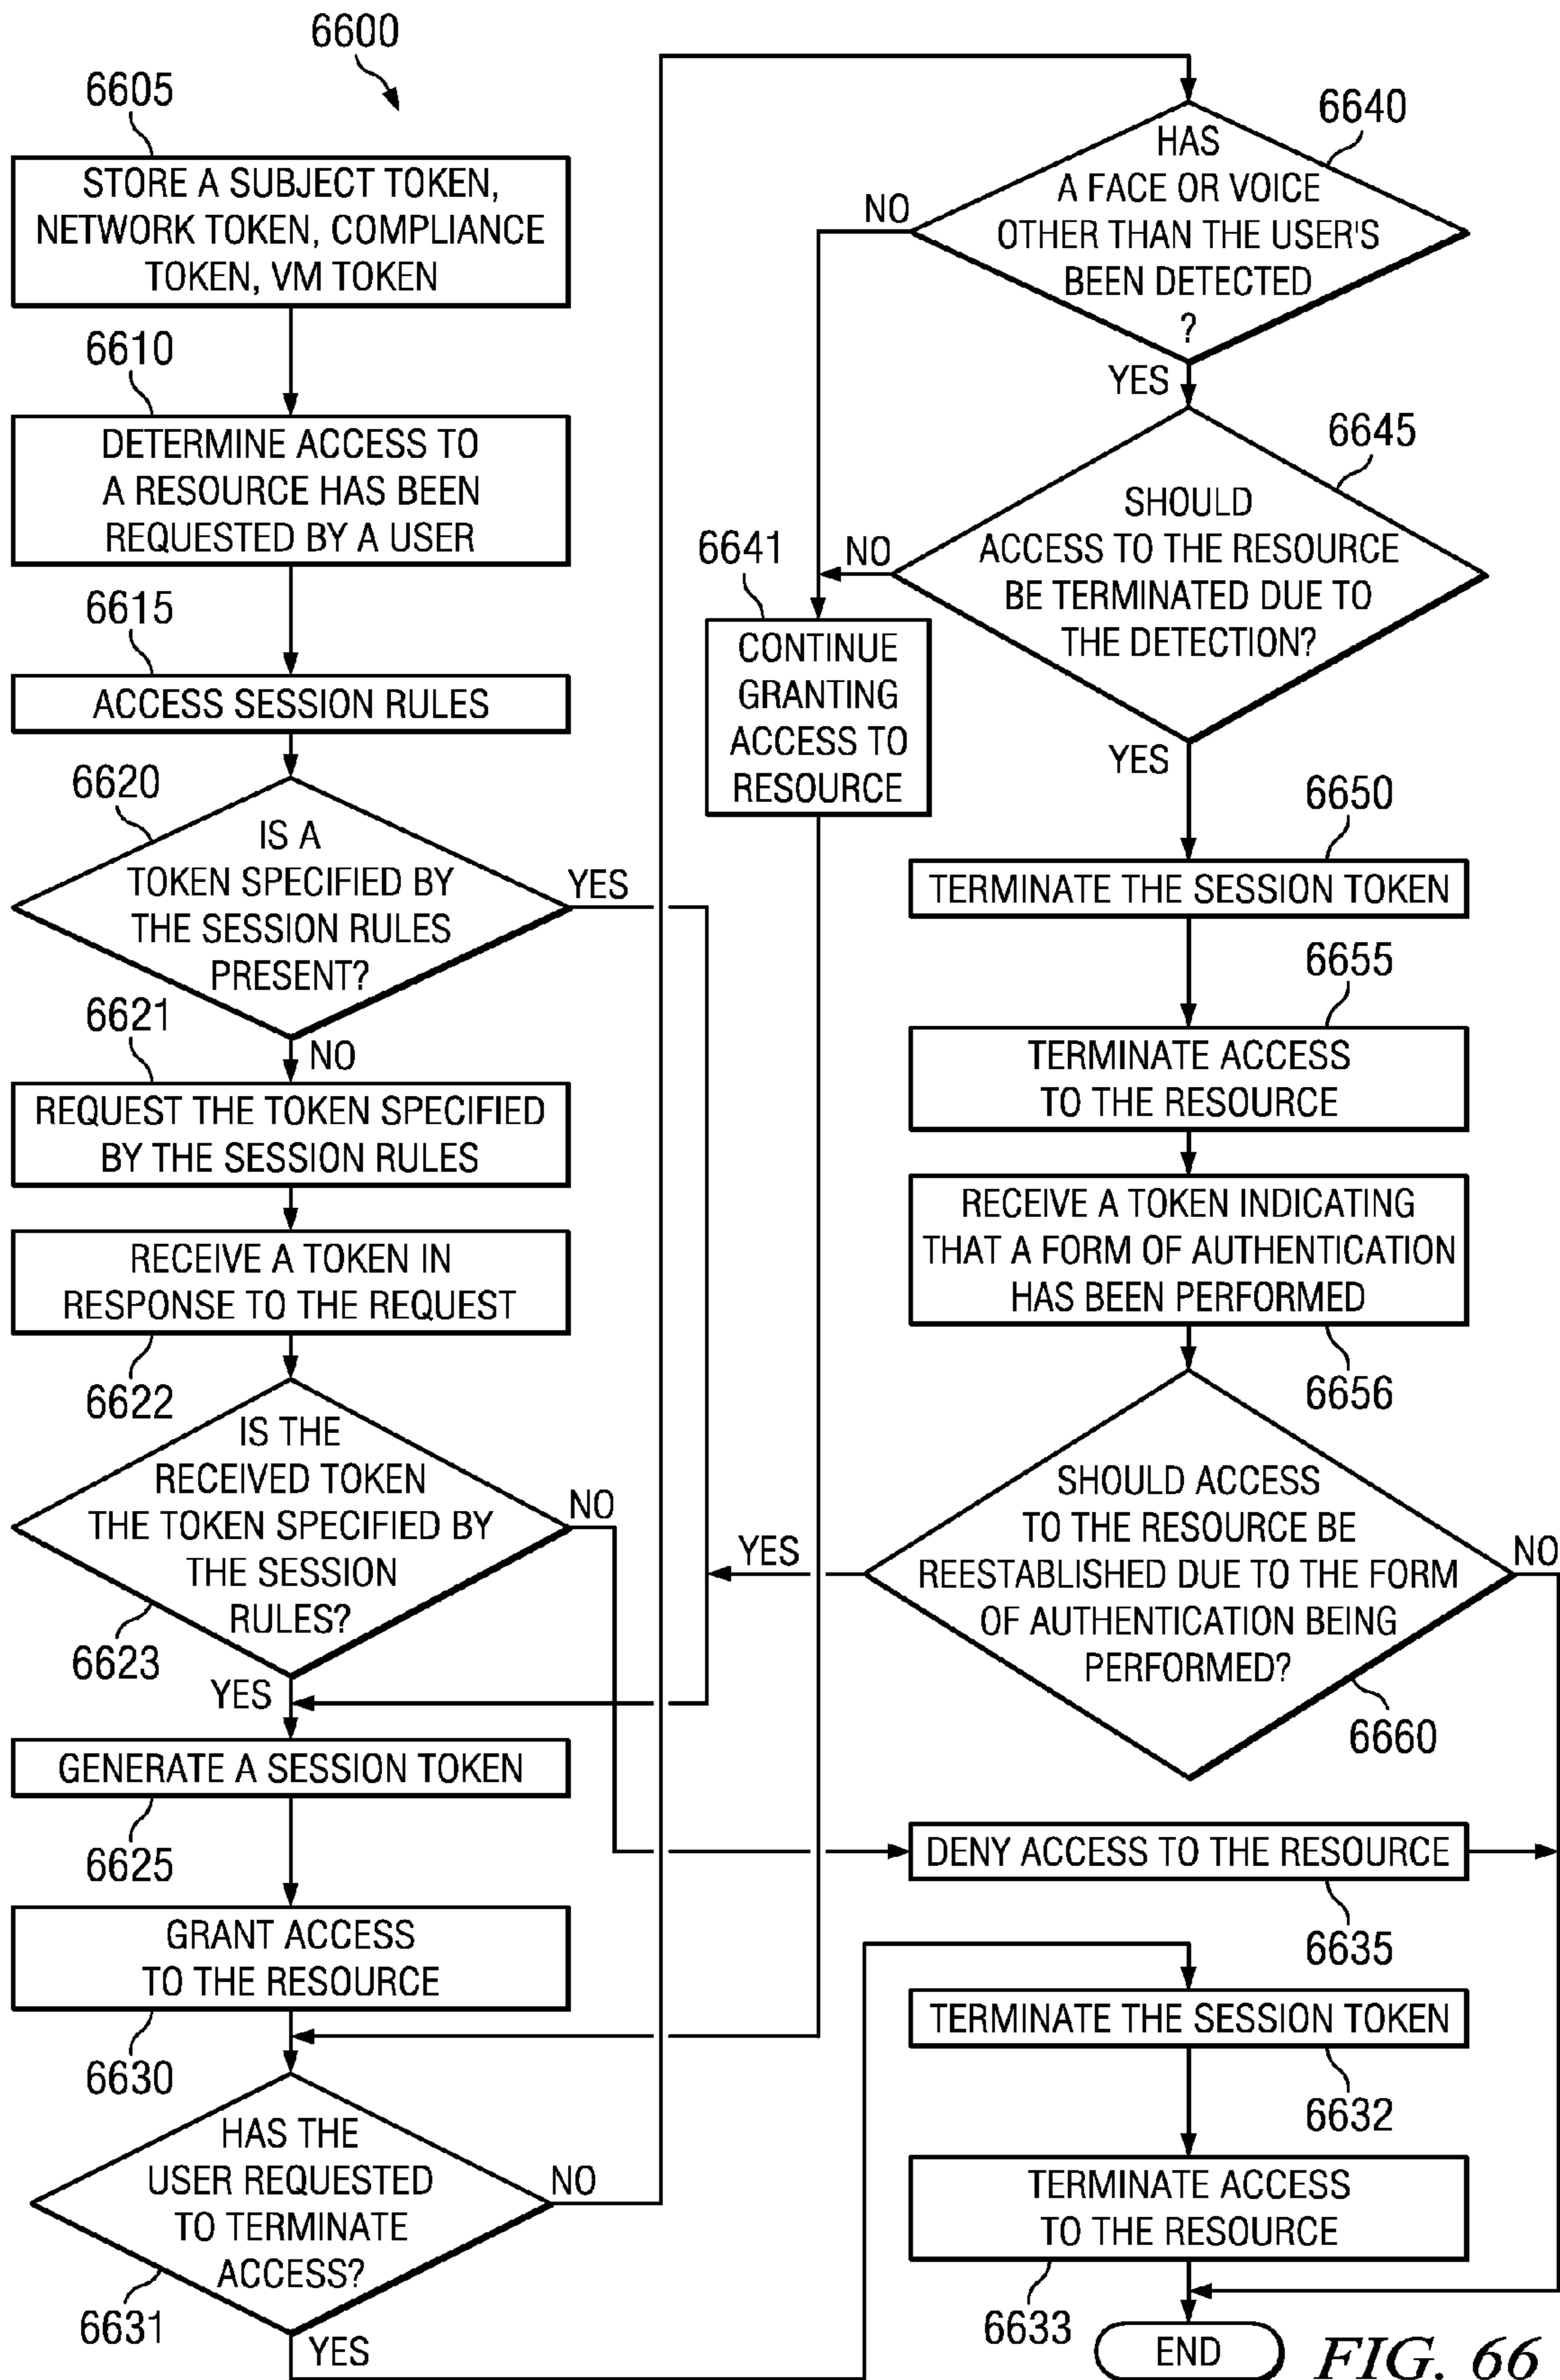 6600
6605
STORE A SUBJECT TOKEN,
NETWORK TOKEN, COMPLIANCE
TOKEN, VM TOKEN
6610
DETERMINE ACCESS TO
A RESOURCE HAS BEEN
REQUESTED BY A USER
6615
ACCESS SESSION RULES
6620
IS A
TOKEN SPECIFIED BY
THE SESSION RULES
PRESENT?
YES
6621
NO
REQUEST THE TOKEN SPECIFIED
BY THE SESSION RULES
RECEIVE A TOKEN IN
RESPONSE TO THE REQUEST
6622
IS THE
RECEIVED TOKEN
THE TOKEN SPECIFIED BY
THE SESSION
RULES?
NO
6623
YES
GENERATE A SESSION TOKEN
6625
GRANT ACCESS
TO THE RESOURCE
6630
HAS THE
USER REQUESTED
TO TERMINATE
ACCESS?
NO
6631
YES
6640
HAS
A FACE OR VOICE
OTHER THAN THE USER'S
BEEN DETECTED
?
NO
YES
6645
SHOULD
ACCESS TO THE RESOURCE
BE TERMINATED DUE TO
THE DETECTION?
NO
6641
CONTINUE
GRANTING
ACCESS TO
RESOURCE
YES
6650
TERMINATE THE SESSION TOKEN
6655
TERMINATE ACCESS
TO THE RESOURCE
RECEIVE A TOKEN INDICATING
THAT A FORM OF AUTHENTICATION
HAS BEEN PERFORMED
6656
SHOULD ACCESS
TO THE RESOURCE BE
REESTABLISHED DUE TO THE FORM
OF AUTHENTICATION BEING
PERFORMED?
YES
NO
6660
DENY ACCESS TO THE RESOURCE
6635
TERMINATE THE SESSION TOKEN
6632
TERMINATE ACCESS
TO THE RESOURCE
6633
END
FIG. 66